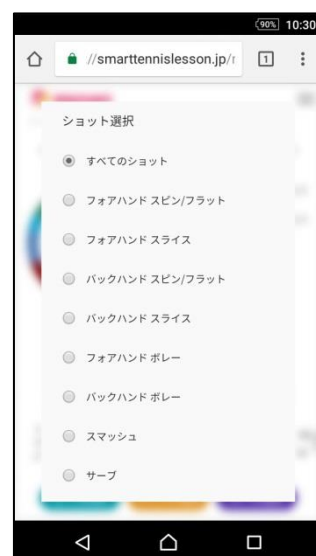 90% 10:30
//smarttennislesson.jp/r
1
ショット選択
すべてのショット
フォアハンド スピン/フラット
フォアハンド スライス
バックハンド スピン/フラット
バックハンド スライス
フォアハンド ボレー
バックハンド ボレー
スマッシュ
サーブ